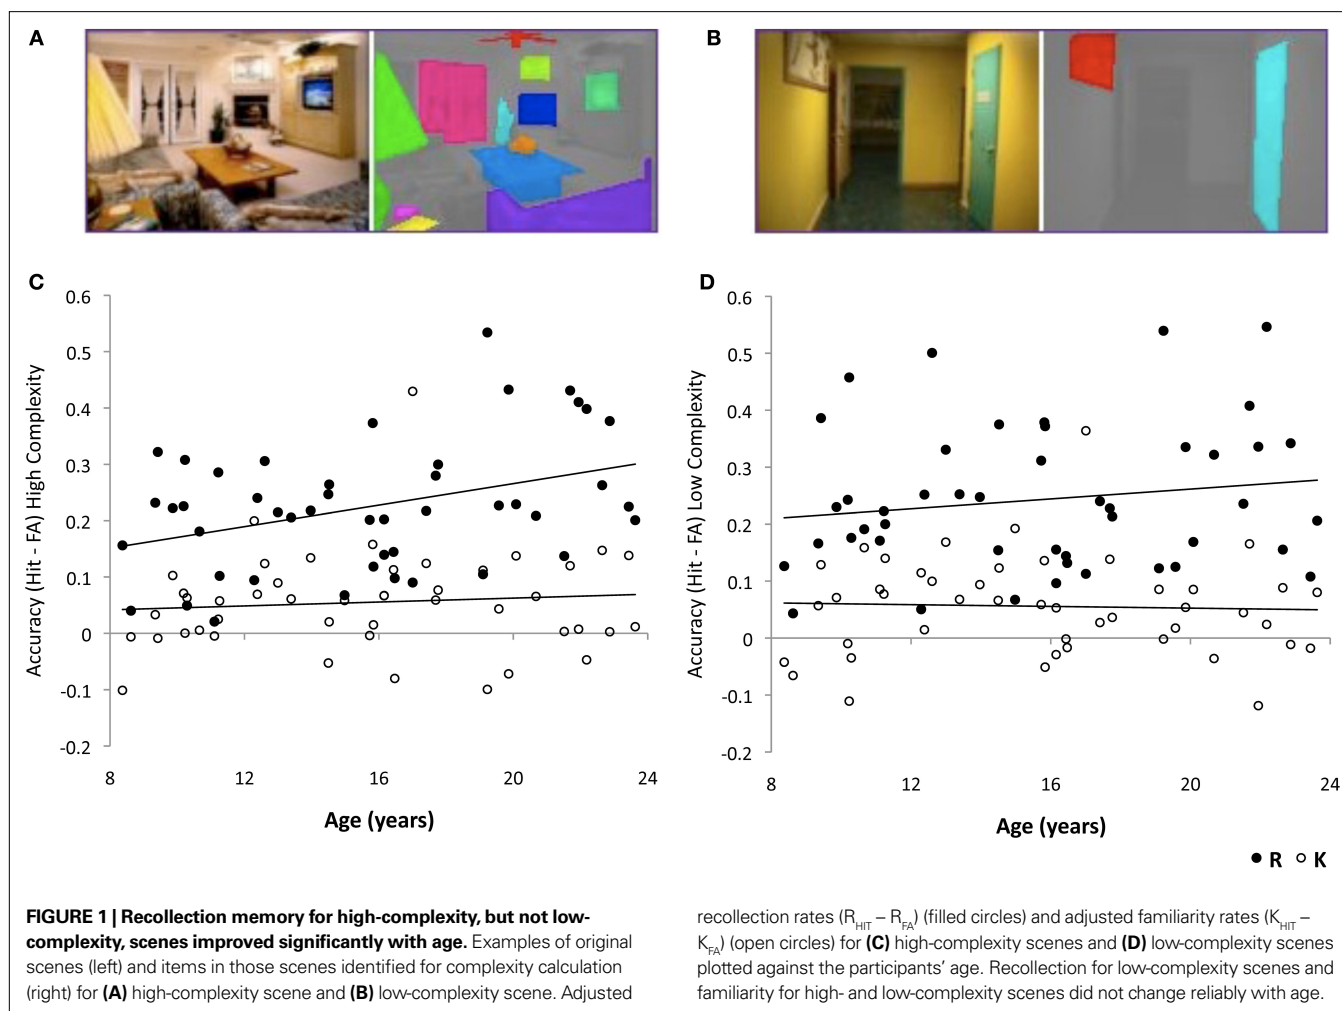 A
B
C
0.6
0.5
0.4
0.3
0.2
0.1
0
-0.1
-0.2
Accuracy (Hit - FA) High Complexity
8 12 16 20 24
Age (years)
D
0.6
0.5
0.4
0.3
0.2
0.1
0
-0.1
-0.2
Accuracy (Hit - FA) Low Complexity
8 12 16 20 24
Age (years)
R K
FIGURE 1 | Recollection memory for high-complexity, but not low-
complexity, scenes improved significantly with age. Examples of original
scenes (left) and items in those scenes identified for complexity calculation
(right) for (A) high-complexity scene and (B) low-complexity scene. Adjusted
recollection rates (RHIT – RFA) (filled circles) and adjusted familiarity rates (KHIT –
KFA) (open circles) for (C) high-complexity scenes and (D) low-complexity scenes
plotted against the participants’ age. Recollection for low-complexity scenes and
familiarity for high- and low-complexity scenes did not change reliably with age.